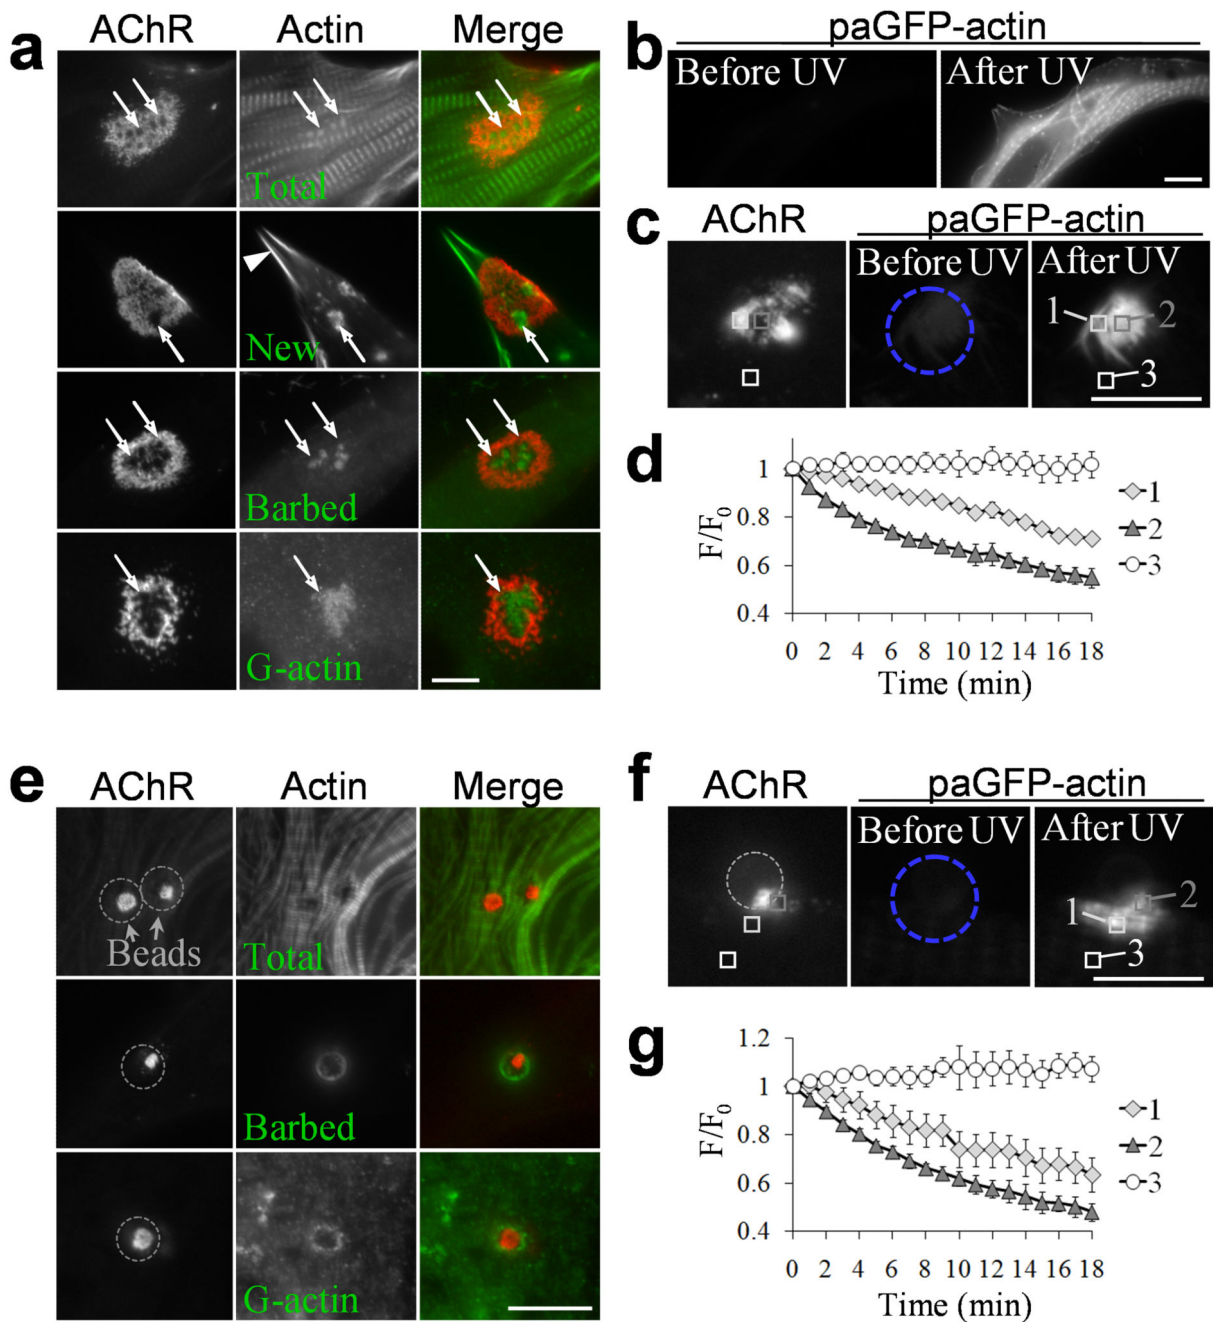 a
AChR Actin Merge
Total
New
Barbed
G-actin
b
paGFP-actin
Before UV After UV
c
AChR paGFP-actin
Before UV After UV
1 2
3
d
1
0.8
0.6
0.4
F/F₀
0 2 4 6 8 10 12 14 16 18
Time (min)
1
2
3
e
AChR Actin Merge
Beads
Total
Barbed
G-actin
f
AChR paGFP-actin
Before UV After UV
2
1
3
g
1.2
1
0.8
0.6
0.4
F/F₀
0 2 4 6 8 10 12 14 16 18
Time (min)
1
2
3